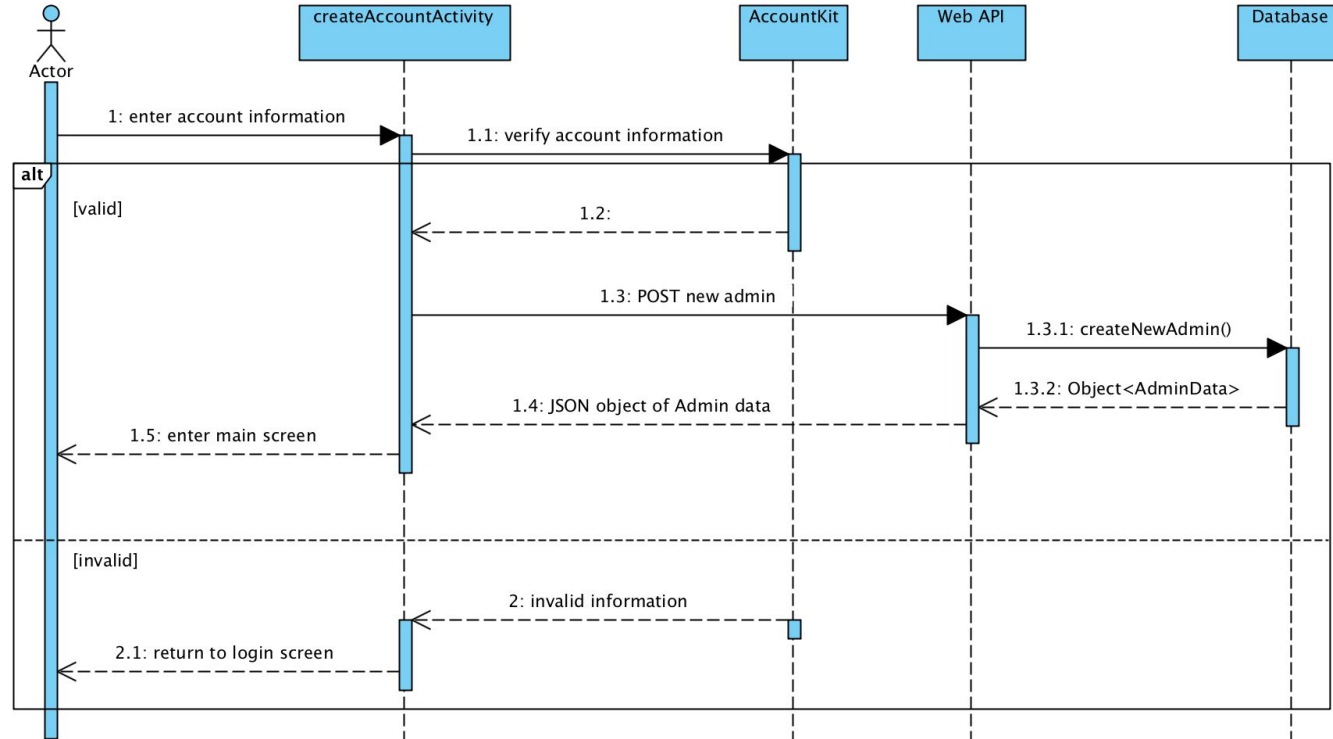 createAccountActivity
AccountKit
Web API
Database
Actor
1: enter account information
1.1: verify account information
alt
[valid]
1.2:
1.3: POST new admin
1.3.1: createNewAdmin()
1.3.2: Object<AdminData>
1.4: JSON object of Admin data
1.5: enter main screen
[invalid]
2: invalid information
2.1: return to login screen